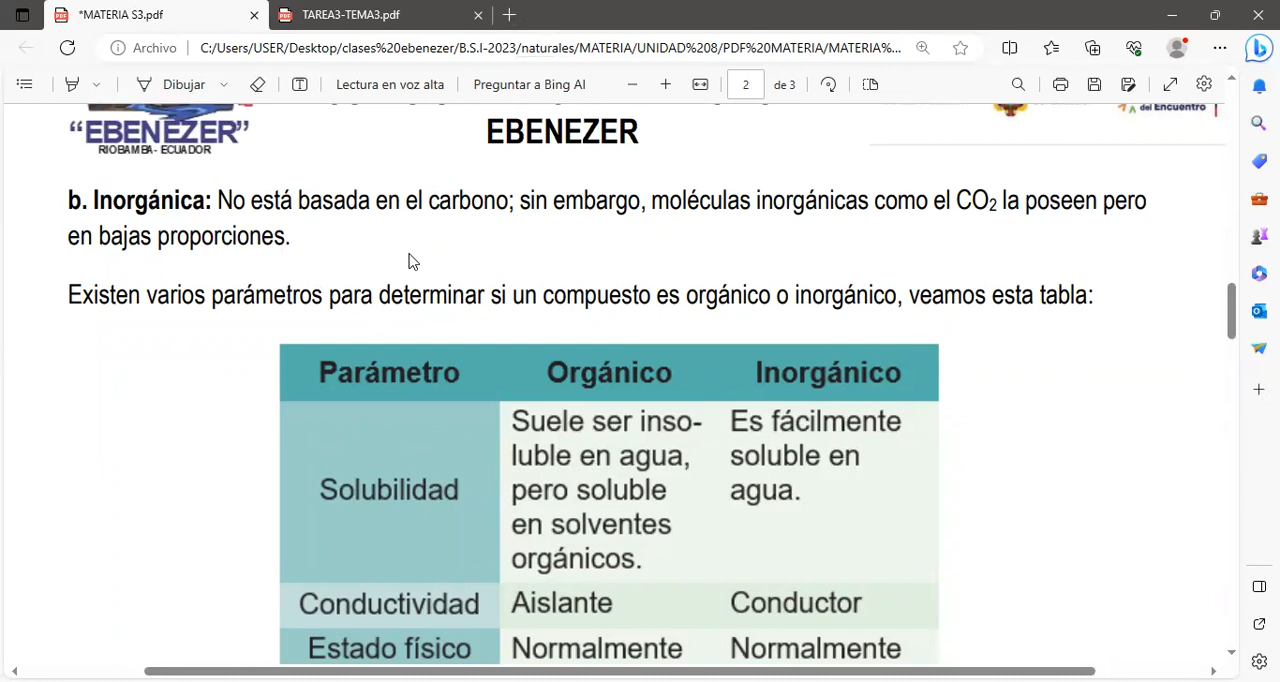 *MATERIA S3.pdf
TAREA3-TEMA3.pdf
Archivo
C:/Users/USER/Desktop/clases%20ebenezer/B.S.I-2023/naturales/MATERIA/UNIDAD%208/PDF%20MATERIA/MATERIA%...
Dibujar
Lectura en voz alta
Preguntar a Bing AI
2
de 3
"EBENEZER"
RIOBAMBA - ECUADOR
EBENEZER
del Encuentro
b. Inorgánica: No está basada en el carbono; sin embargo, moléculas inorgánicas como el CO₂ la poseen pero
en bajas proporciones.
Existen varios parámetros para determinar si un compuesto es orgánico o inorgánico, veamos esta tabla:
Parámetro
Orgánico
Inorgánico
Solubilidad
Suele ser inso-
luble en agua,
pero soluble
en solventes
orgánicos.
Es fácilmente
soluble en
agua.
Conductividad
Aislante
Conductor
Estado físico
Normalmente
Normalmente